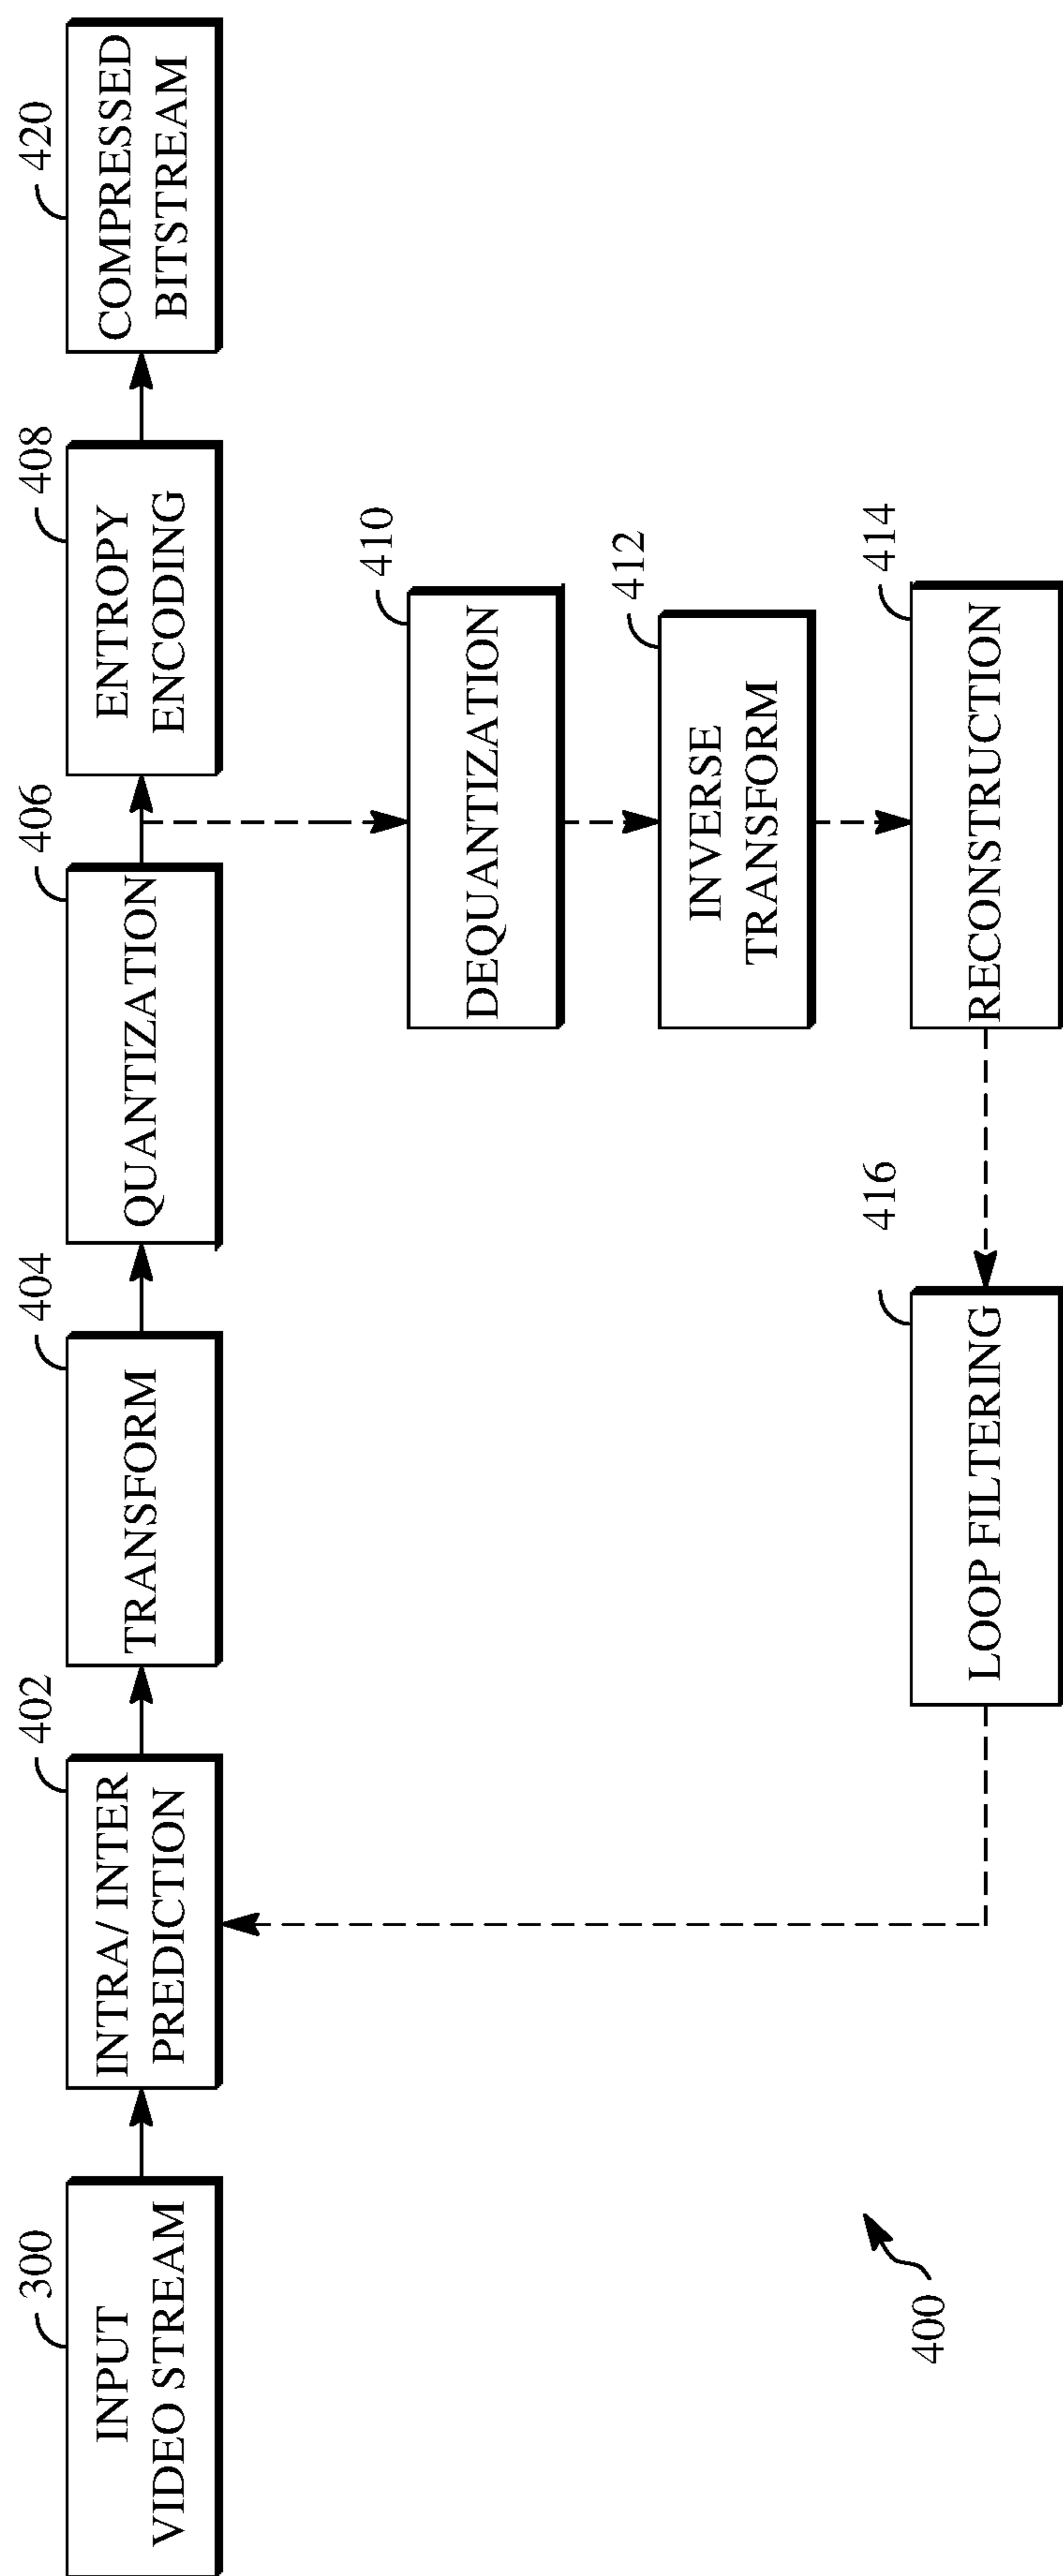 300
INPUT
VIDEO STREAM
402
INTRA/ INTER
PREDICTION
404
TRANSFORM
406
QUANTIZATION
408
ENTROPY
ENCODING
420
COMPRESSED
BITSTREAM
410
DEQUANTIZATION
412
INVERSE
TRANSFORM
414
RECONSTRUCTION
416
LOOP FILTERING
400